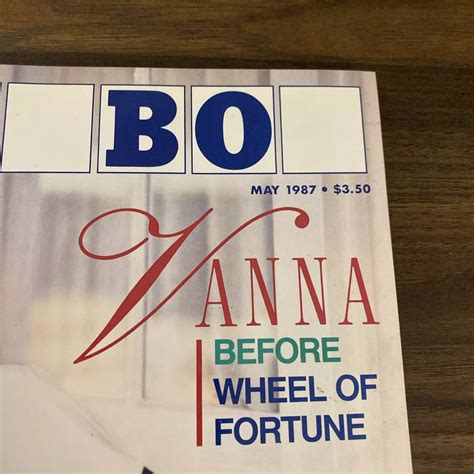 BO
MAY 1987 • $3.50
VANNA
BEFORE
WHEEL OF
FORTUNE